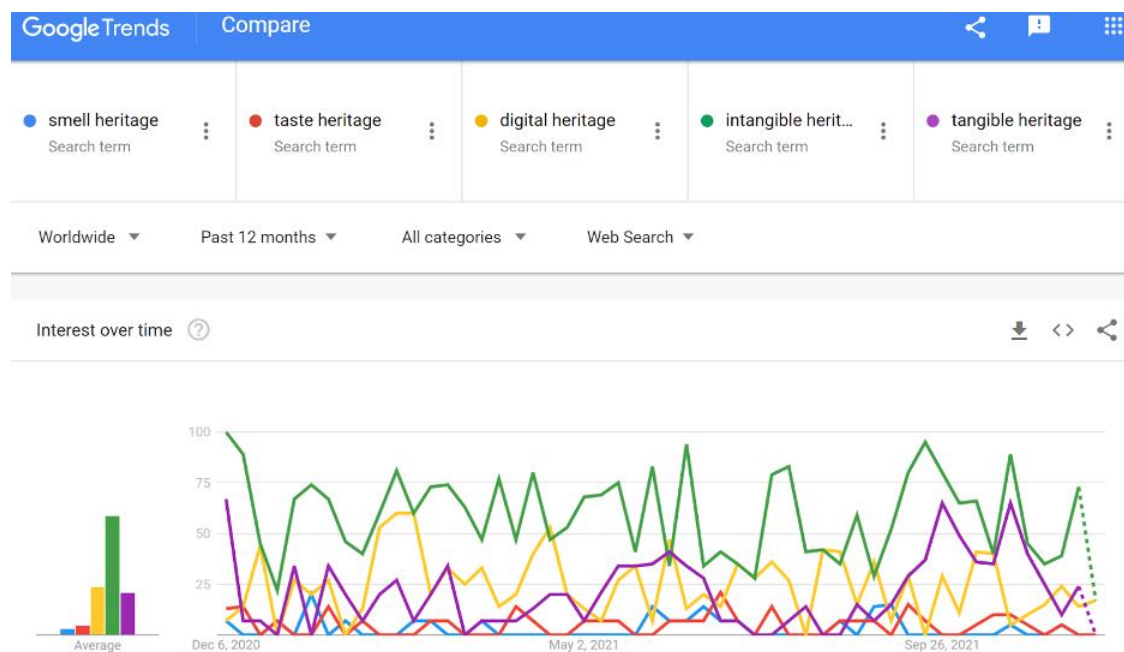 GoogleTrends Compare
smell heritage
Search term
taste heritage
Search term
digital heritage
Search term
intangible herit...
Search term
tangible heritage
Search term
Worldwide Past 12 months All categories Web Search
Interest over time
100
75
50
25
Average Dec 6, 2020 May 2, 2021 Sep 26, 2021